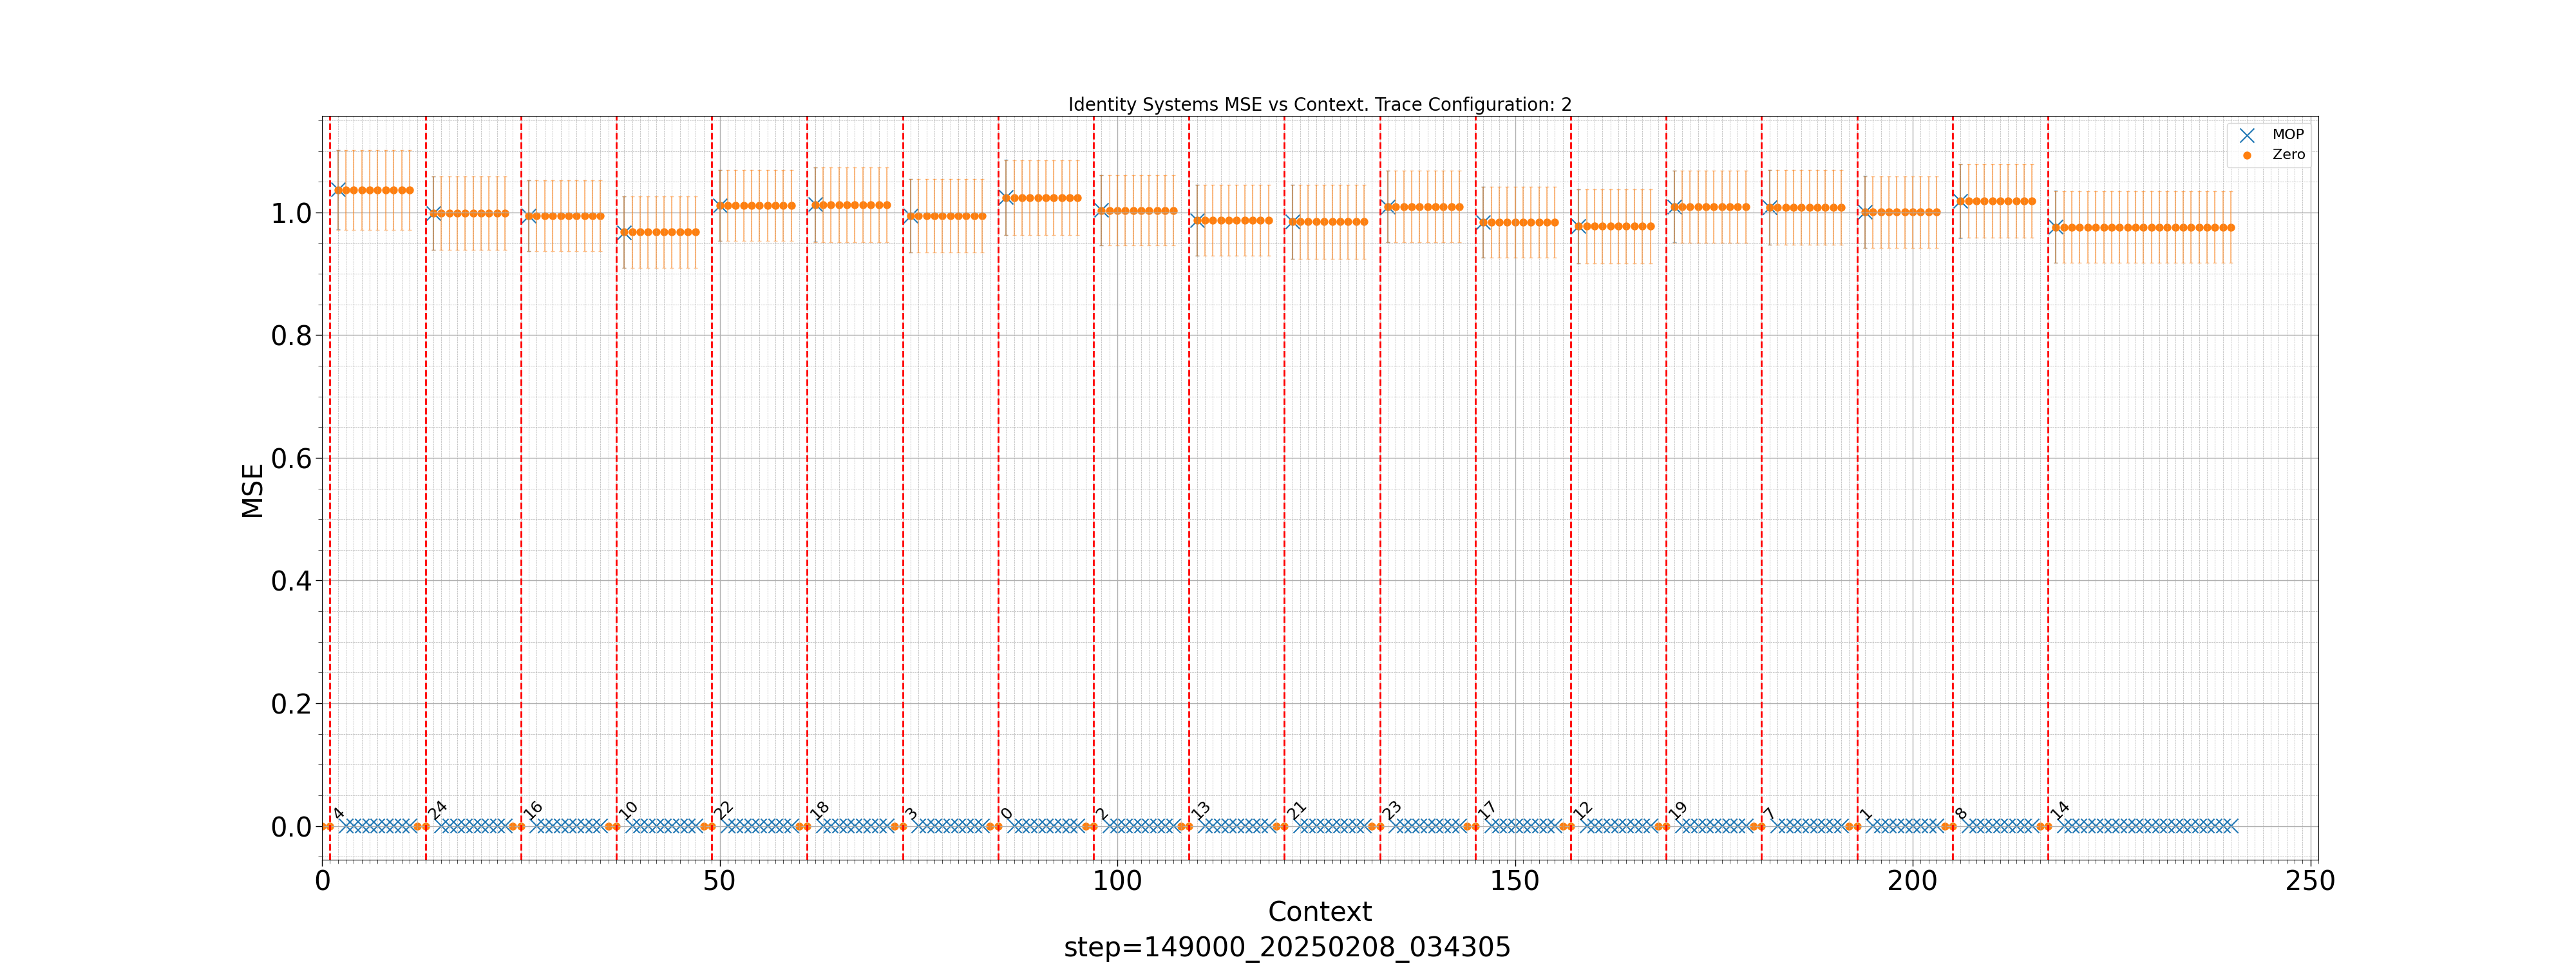 Identity Systems MSE vs Context. Trace Configuration: 2
MOP
Zero
MSE
1.0
0.8
0.6
0.4
0.2
0.0
4 24 16 10 22 18 3 0 2 13 21 23 17 12 19 7 1 8 14
0 50 100 150 200 250
Context
step=149000_20250208_034305